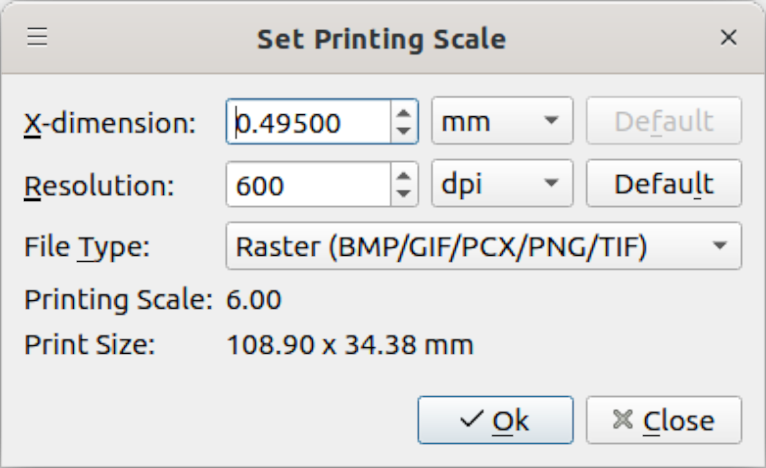 Set Printing Scale
X-dimension: 0.49500 mm Default
Resolution: 600 dpi Default
File Type: Raster (BMP/GIF/PCX/PNG/TIF)
Printing Scale: 6.00
Print Size: 108.90 x 34.38 mm
Ok Close